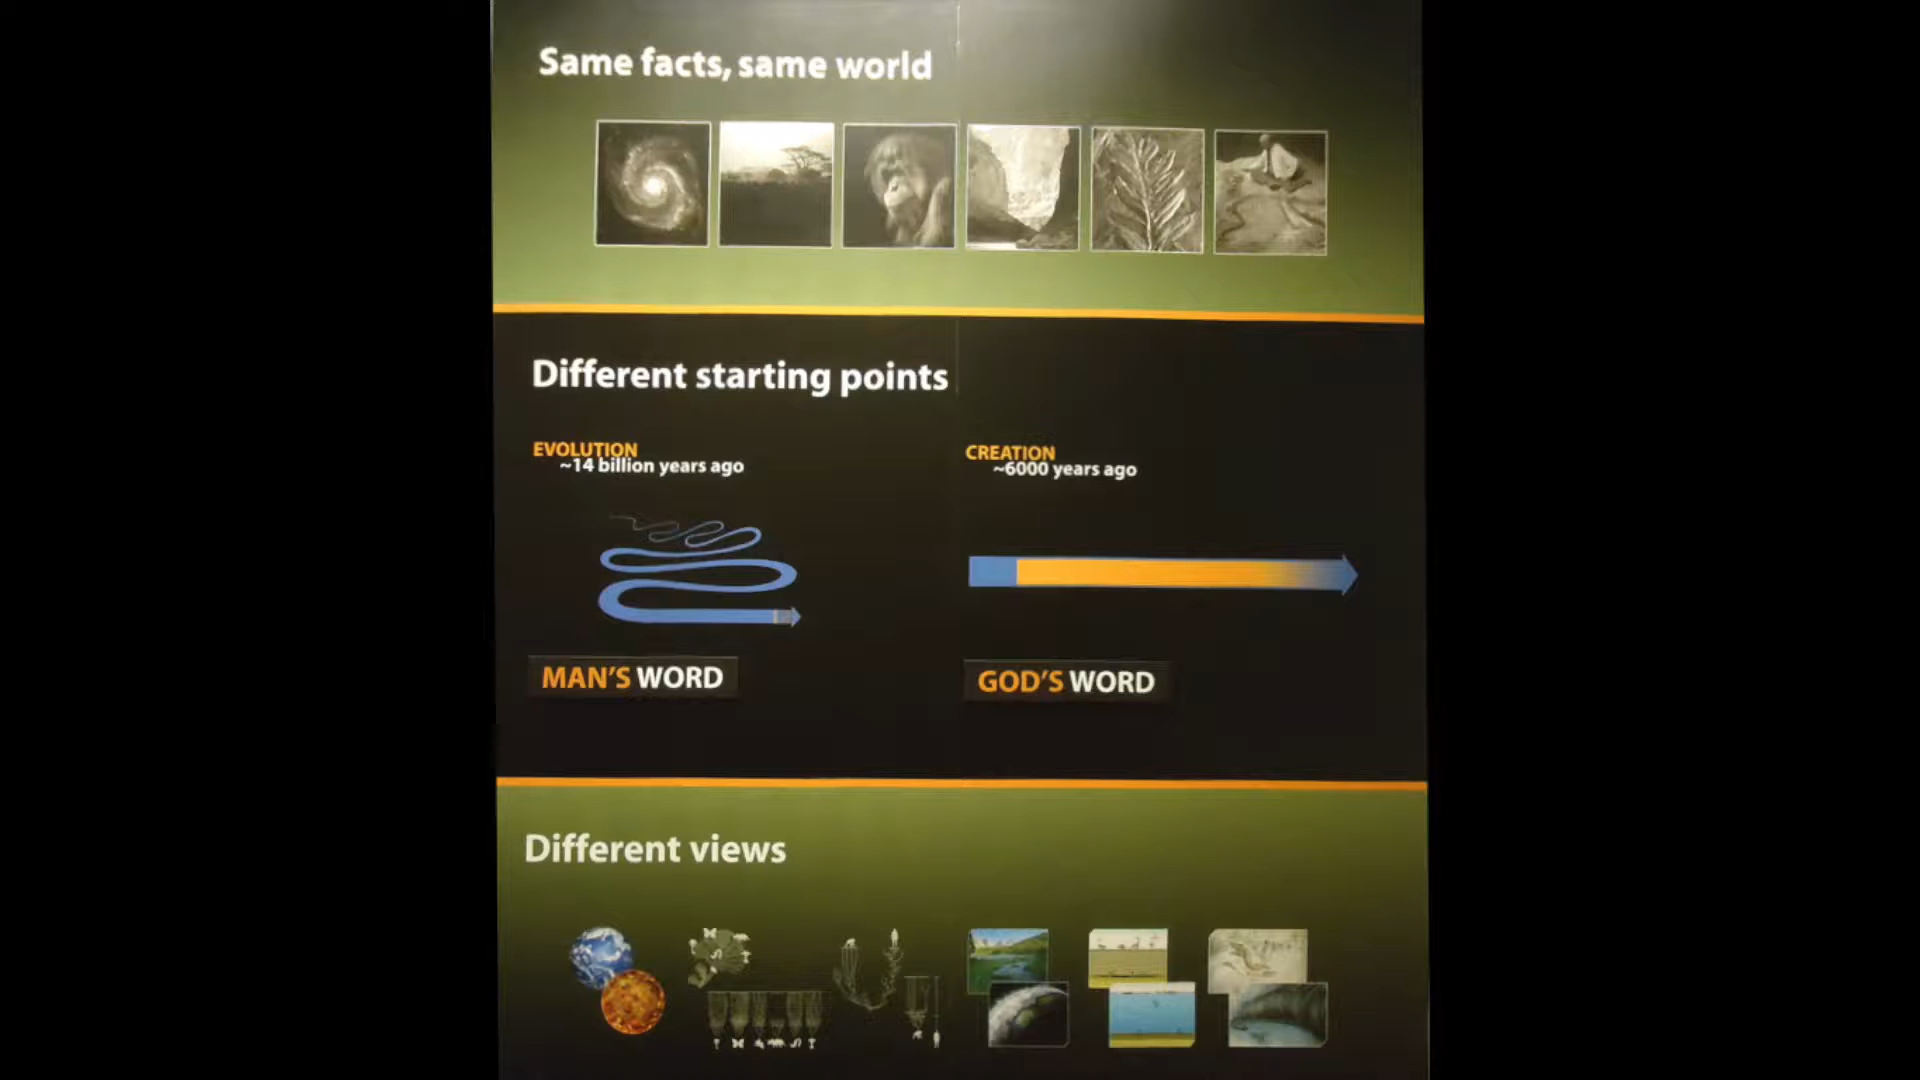 Same facts, same world
Different starting points
EVOLUTION
~14 billion years ago
CREATION
~6000 years ago
MAN'S WORD
GOD'S WORD
Different views